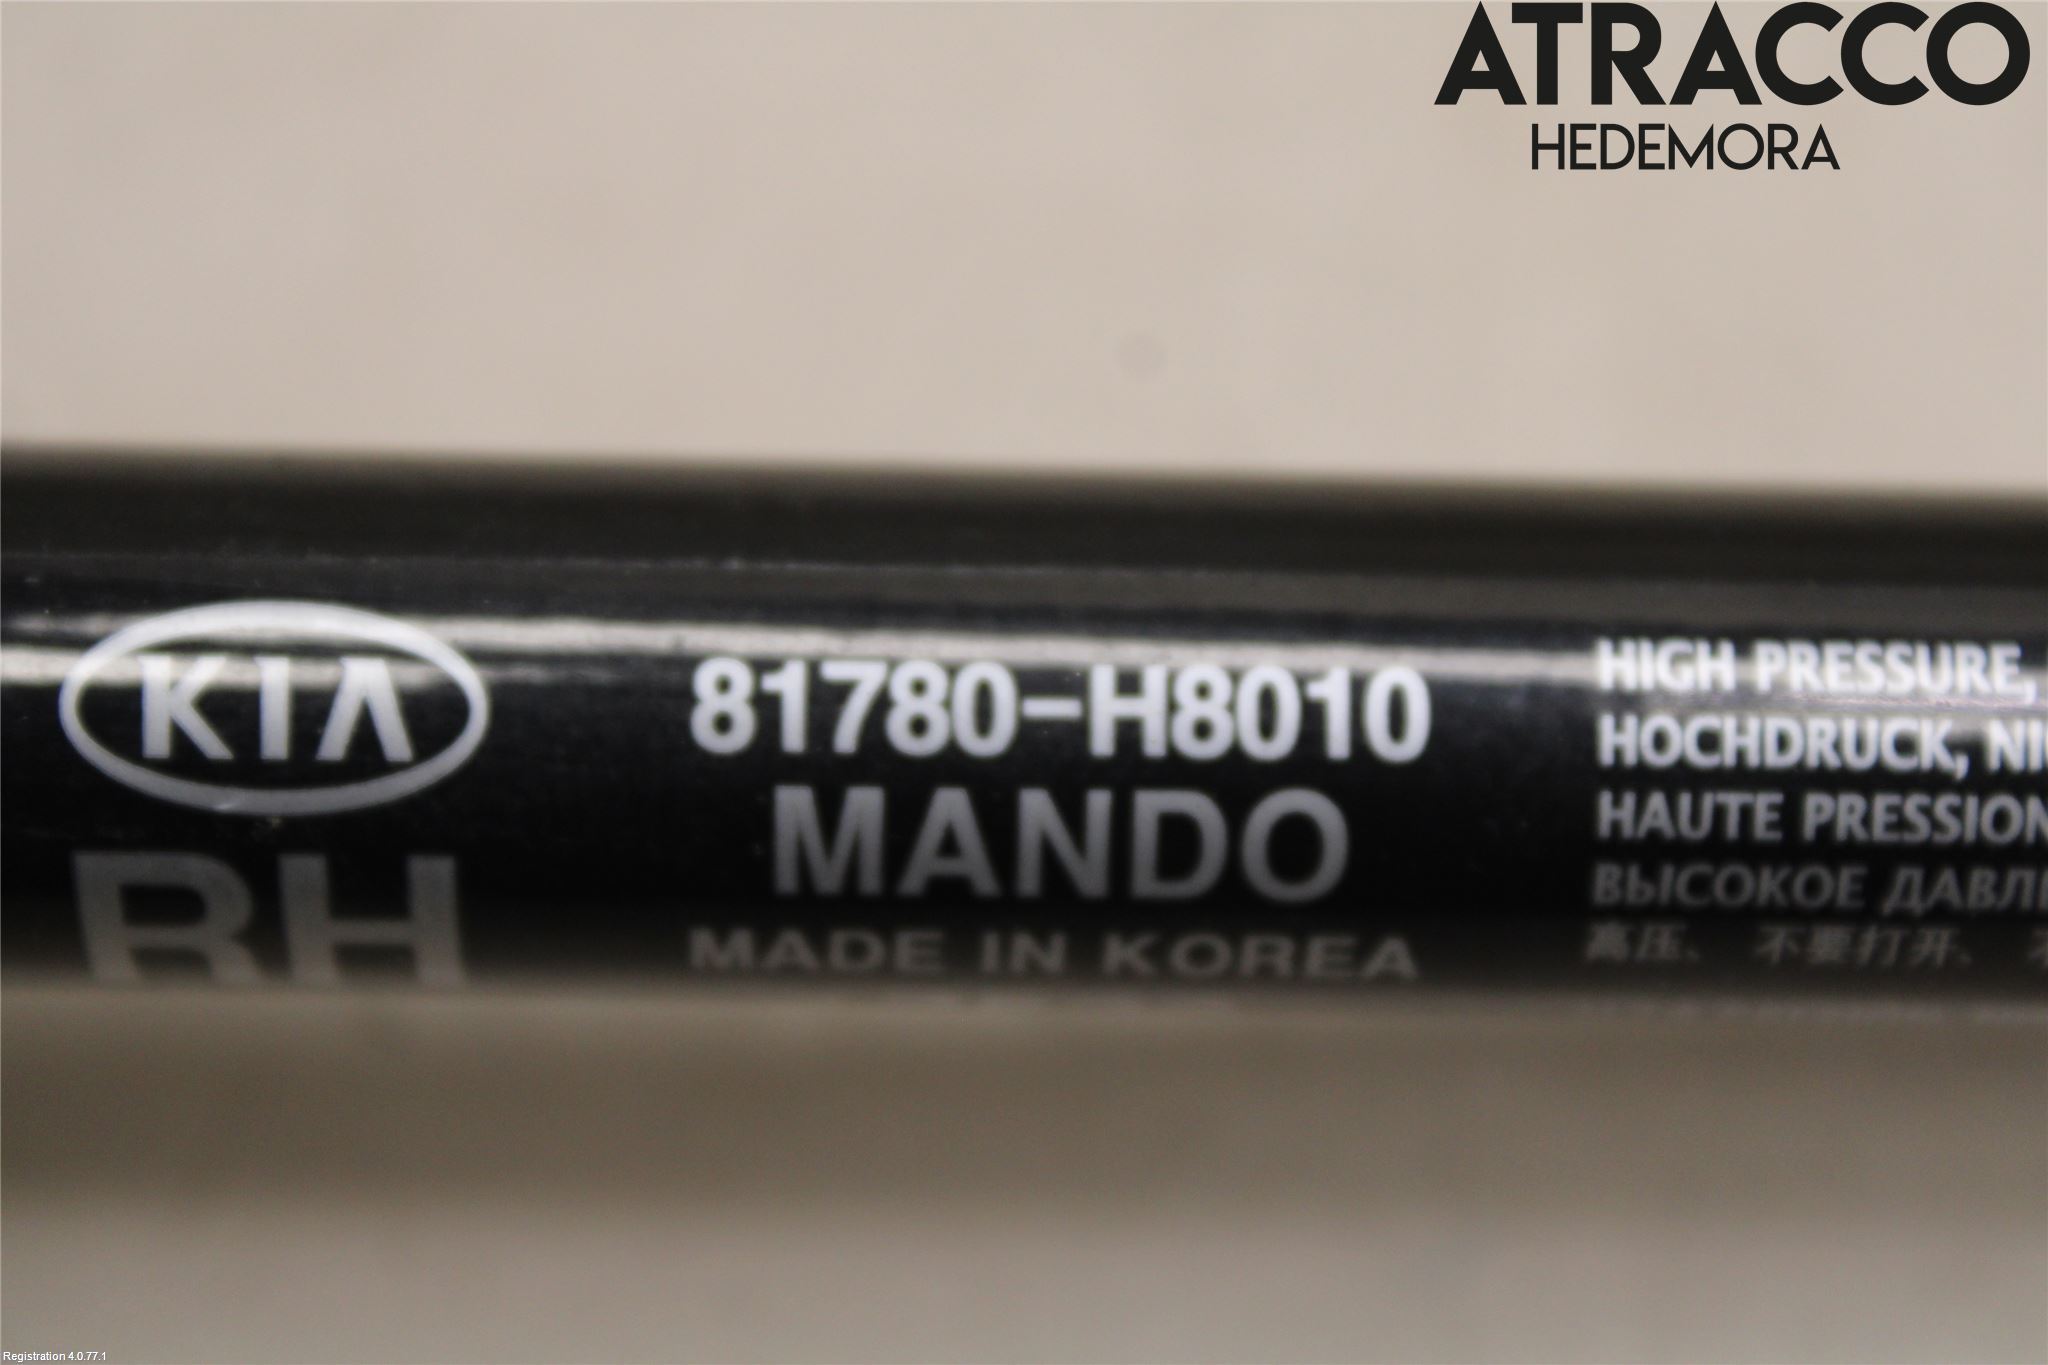 ATRACCO
HEDEMORA
KIA
RH
81780-H8010
MANDO
MADE IN KOREA
HIGH PRESSURE,
HOCHDRUCK,
HAUTE PRESSION
ВЫСОКОЕ
高压、 不要打开、
Registration 4.0.77.1